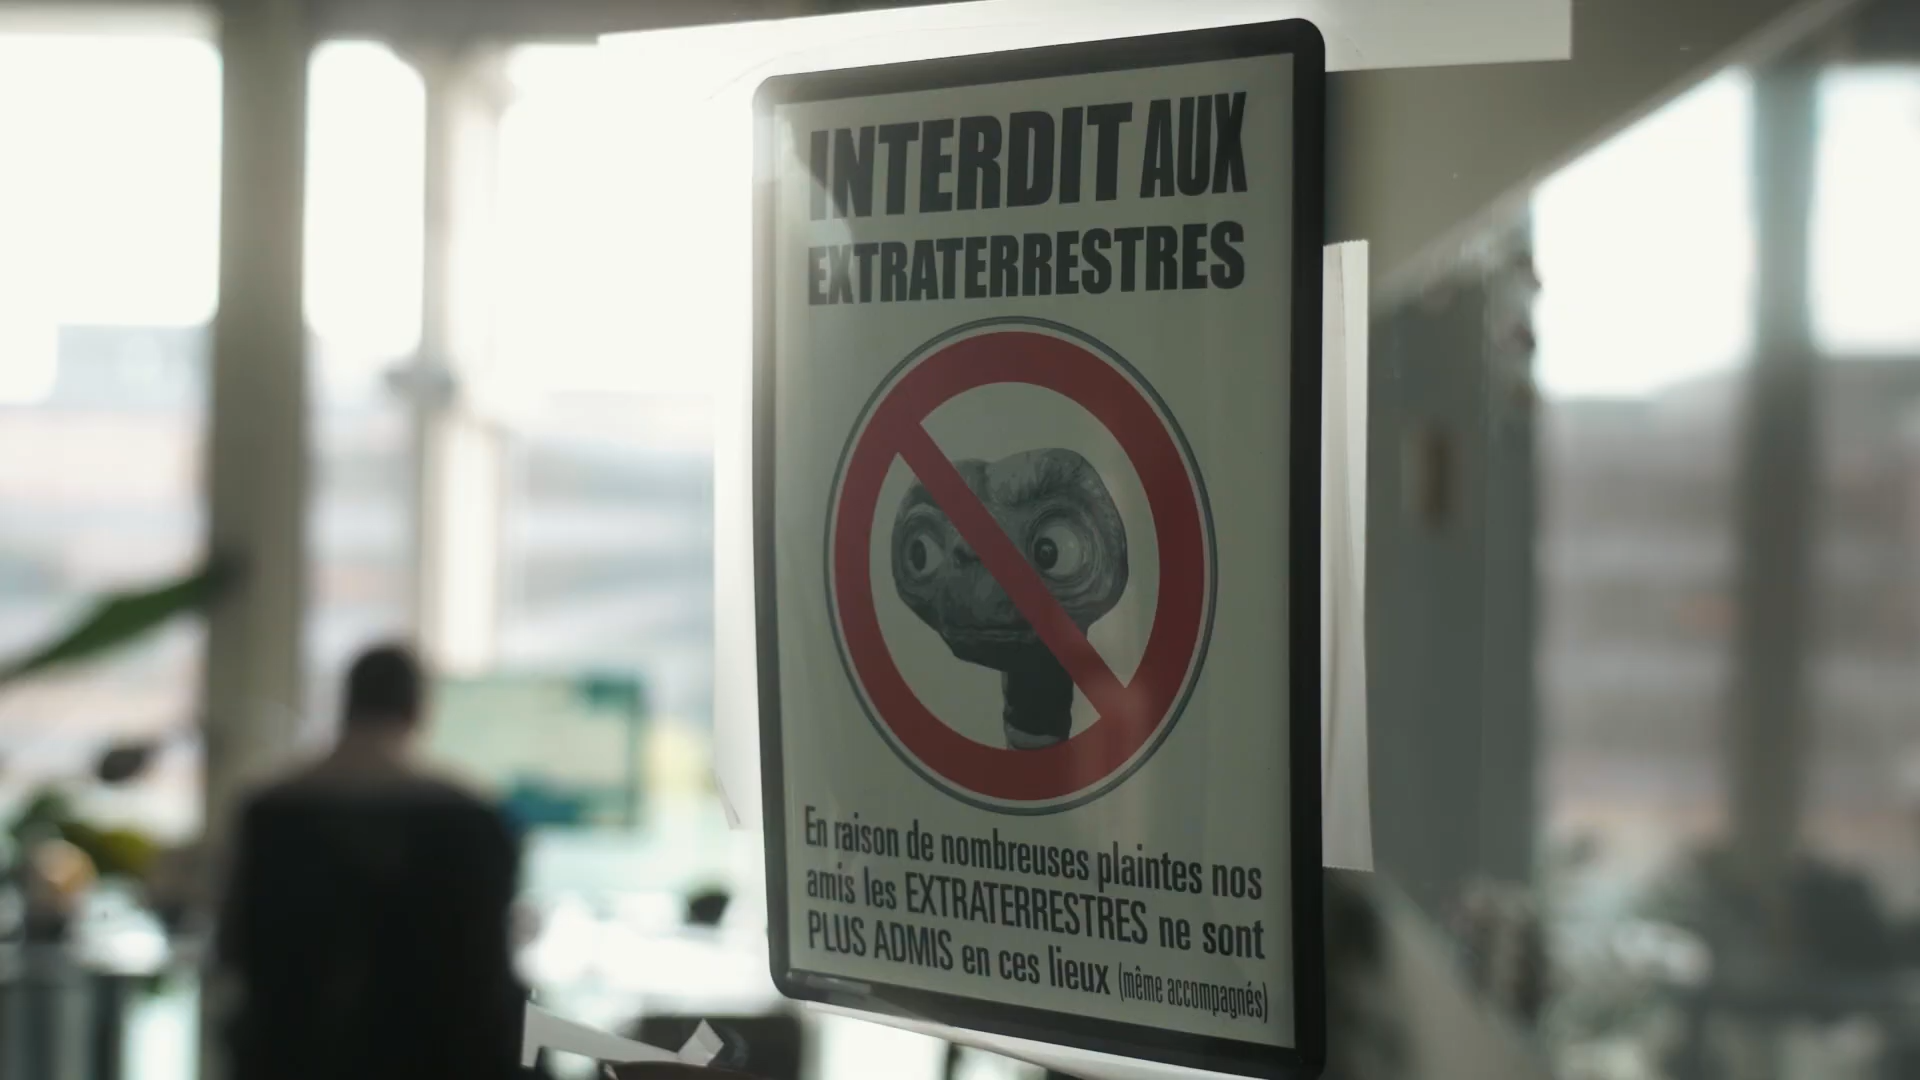 INTERDIT AUX
EXTRATERRESTRES
En raison de nombreuses plaintes nos
amis les EXTRATERRESTRES ne sont
PLUS ADMIS en ces lieux (même accompagnés)